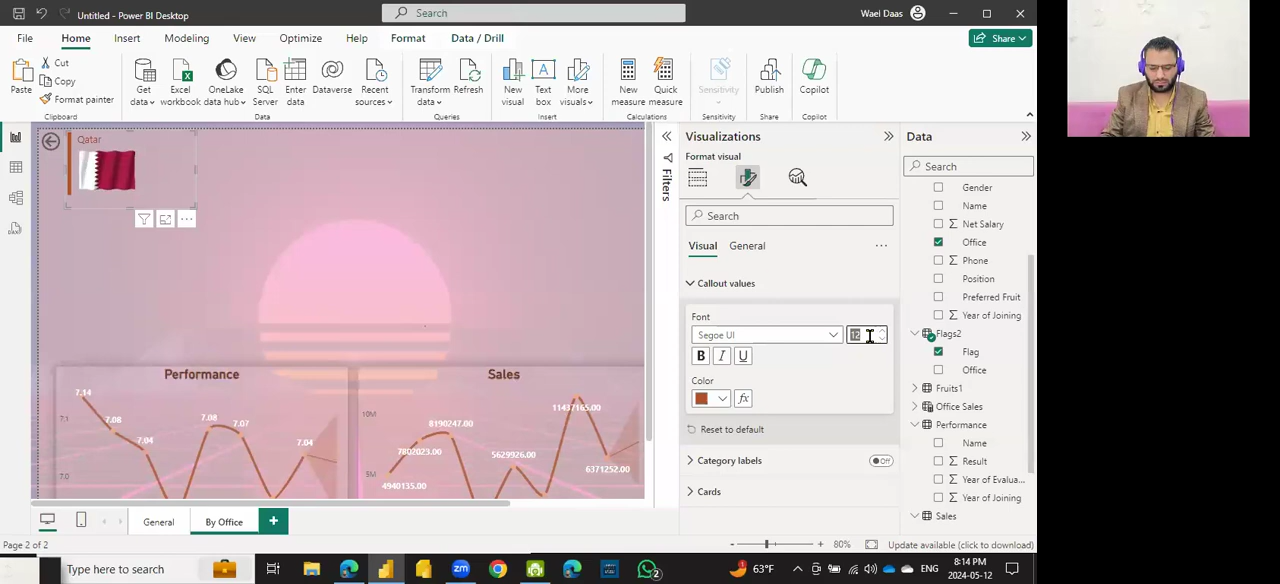 Untitled - Power BI Desktop
Search
Wael Daas
File Home Insert Modeling View Optimize Help Format Data / Drill
Share
Paste
Cut
Copy
Format painter
Get data
Excel workbook
OneLake data hub
SQL Server
Enter data
Dataverse
Recent sources
Transform data
Refresh
New visual
Text box
More visuals
New measure
Quick measure
Sensitivity
Publish
Copilot
Clipboard Data Queries Insert Calculations Sensitivity Share Copilot
Qatar
Performance
7.14
7.08
7.04
7.08
7.07
7.04
7.1
7.0
Sales
10M
5M
4940135.00
7802023.00
8190247.00
5629926.00
11437165.00
6371252.00
Filters
Visualizations
Format visual
Search
Visual General
Callout values
Font
Segoe UI
12
B I U
Color
fx
Reset to default
Category labels
Off
Cards
Data
Search
Gender
Name
Net Salary
Office
Phone
Position
Preferred Fruit
Year of Joining
Flags2
Flag
Office
Fruits1
Office Sales
Performance
Name
Result
Year of Evalua...
Year of Joining
Sales
General
By Office
Page 2 of 2
80%
Update available (click to download)
Type here to search
2
63°F
ENG
8:14 PM
2024-05-12